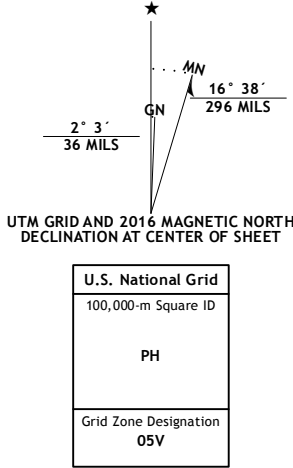 MN
GN
16° 38´
296 MILS
2° 3´
36 MILS
UTM GRID AND 2016 MAGNETIC NORTH
DECLINATION AT CENTER OF SHEET
U.S. National Grid
100,000-m Square ID
PH
Grid Zone Designation
05V